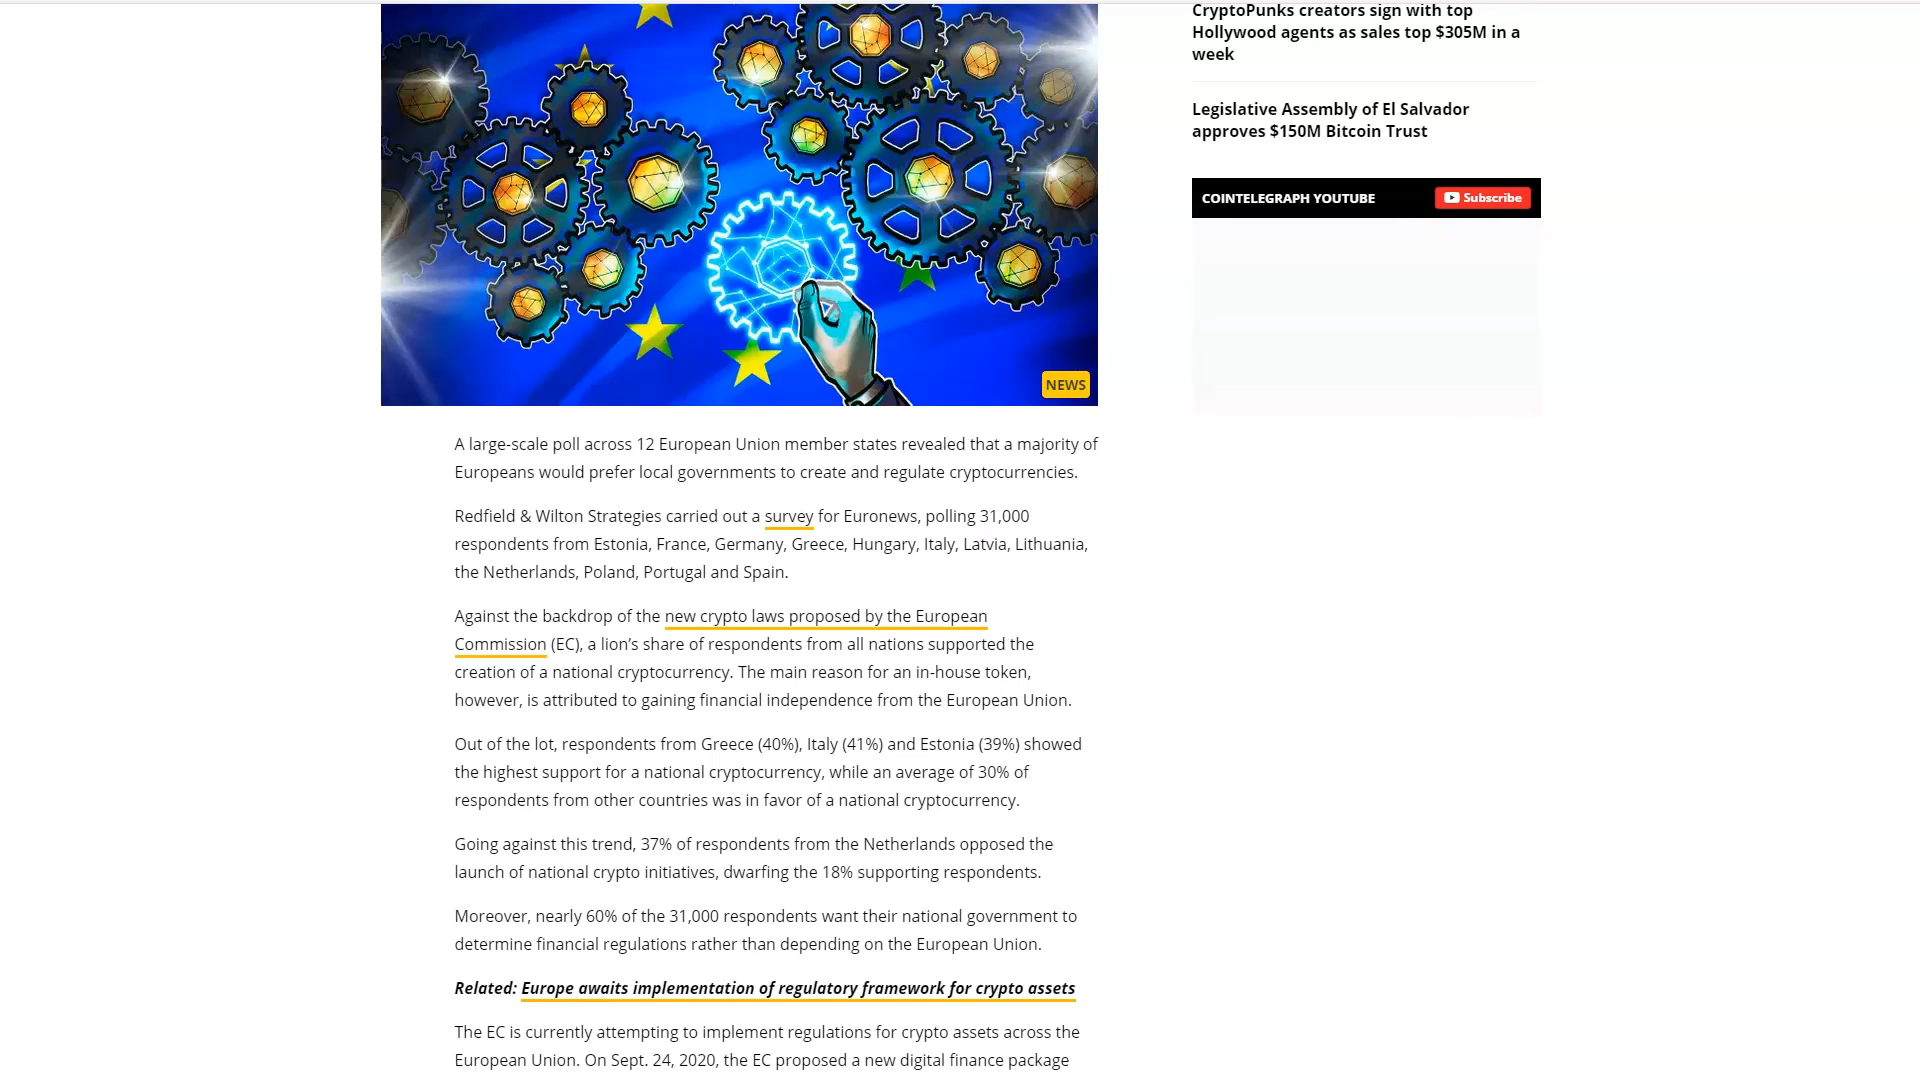 CryptoPunks creators sign with top
Hollywood agents as sales top $305M in a
week
Legislative Assembly of El Salvador
approves $150M Bitcoin Trust
COINTELEGRAPH YOUTUBE
Subscribe
NEWS
A large-scale poll across 12 European Union member states revealed that a majority of
Europeans would prefer local governments to create and regulate cryptocurrencies.
Redfield & Wilton Strategies carried out a survey for Euronews, polling 31,000
respondents from Estonia, France, Germany, Greece, Hungary, Italy, Latvia, Lithuania,
the Netherlands, Poland, Portugal and Spain.
Against the backdrop of the new crypto laws proposed by the European
Commission (EC), a lion’s share of respondents from all nations supported the
creation of a national cryptocurrency. The main reason for an in-house token,
however, is attributed to gaining financial independence from the European Union.
Out of the lot, respondents from Greece (40%), Italy (41%) and Estonia (39%) showed
the highest support for a national cryptocurrency, while an average of 30% of
respondents from other countries was in favor of a national cryptocurrency.
Going against this trend, 37% of respondents from the Netherlands opposed the
launch of national crypto initiatives, dwarfing the 18% supporting respondents.
Moreover, nearly 60% of the 31,000 respondents want their national government to
determine financial regulations rather than depending on the European Union.
Related: Europe awaits implementation of regulatory framework for crypto assets
The EC is currently attempting to implement regulations for crypto assets across the
European Union. On Sept. 24, 2020, the EC proposed a new digital finance package